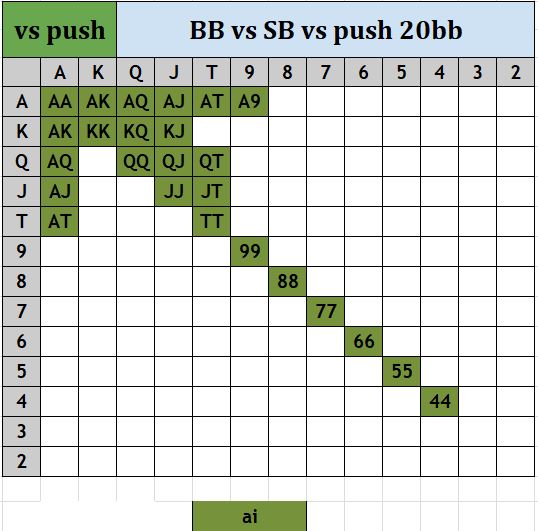 vs push BB vs SB vs push 20bb
A K Q J T 9 8 7 6 5 4 3 2
A AA AK AQ AJ AT A9
K AK KK KQ KJ
Q AQ QQ QJ QT
J AJ JJ JT
T AT TT
9 99
8 88
7 77
6 66
5 55
4 44
3
2
ai